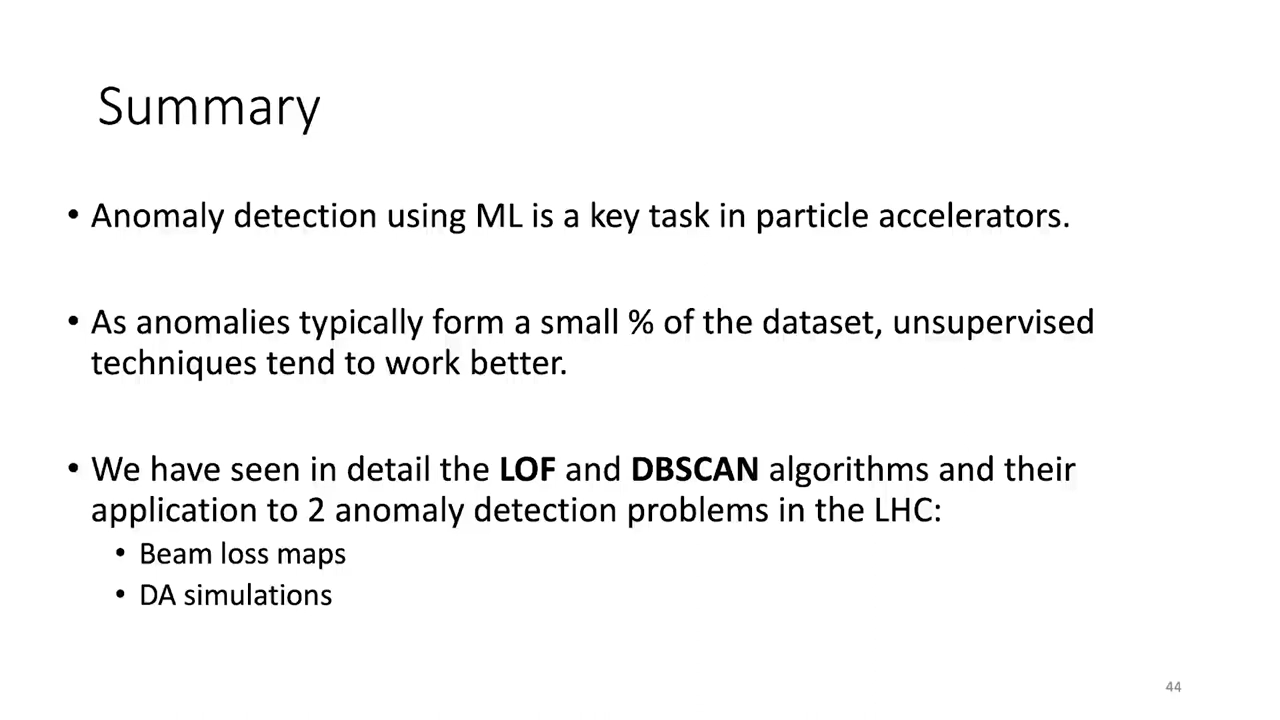 Summary
• Anomaly detection using ML is a key task in particle accelerators.
• As anomalies typically form a small % of the dataset, unsupervised
techniques tend to work better.
• We have seen in detail the LOF and DBSCAN algorithms and their
application to 2 anomaly detection problems in the LHC:
• Beam loss maps
• DA simulations
44